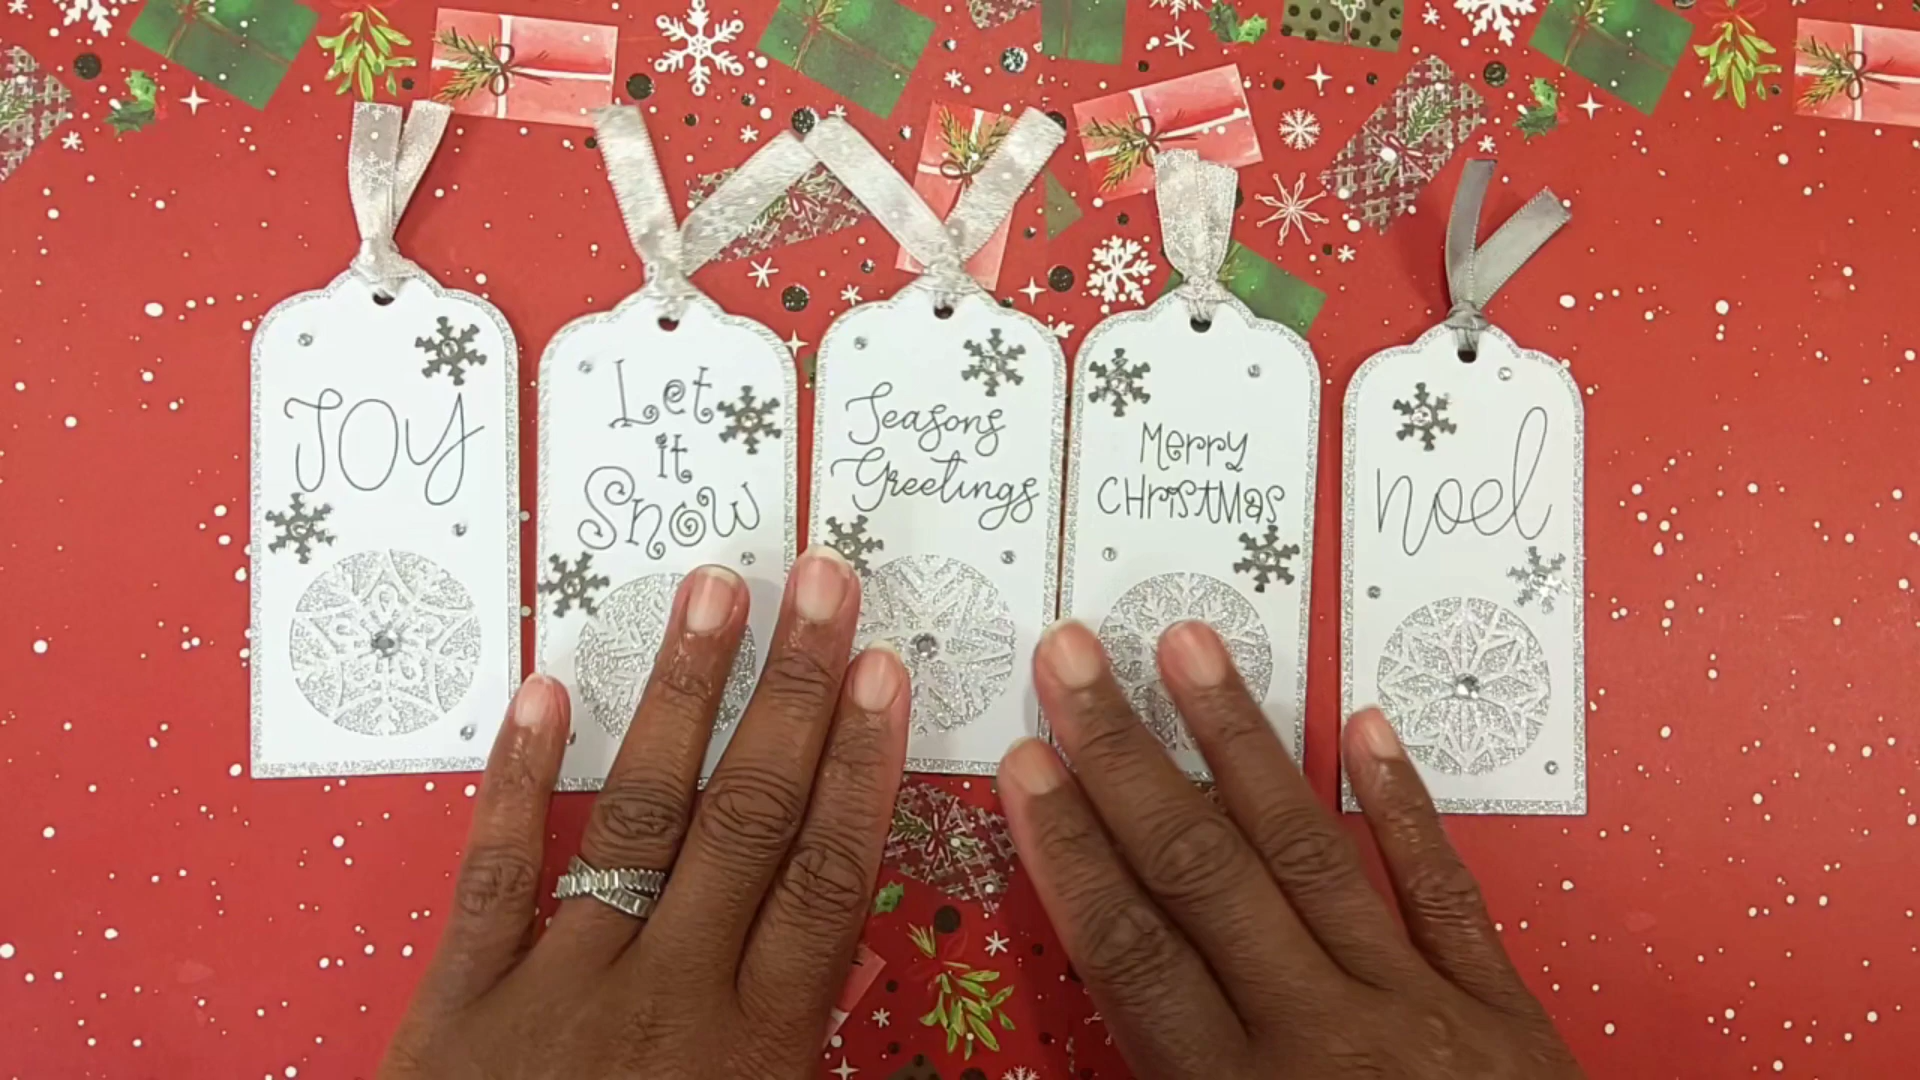 JOY
Let
it
Snow
Seasons
Greetings
Merry
CHrISTMas
noel